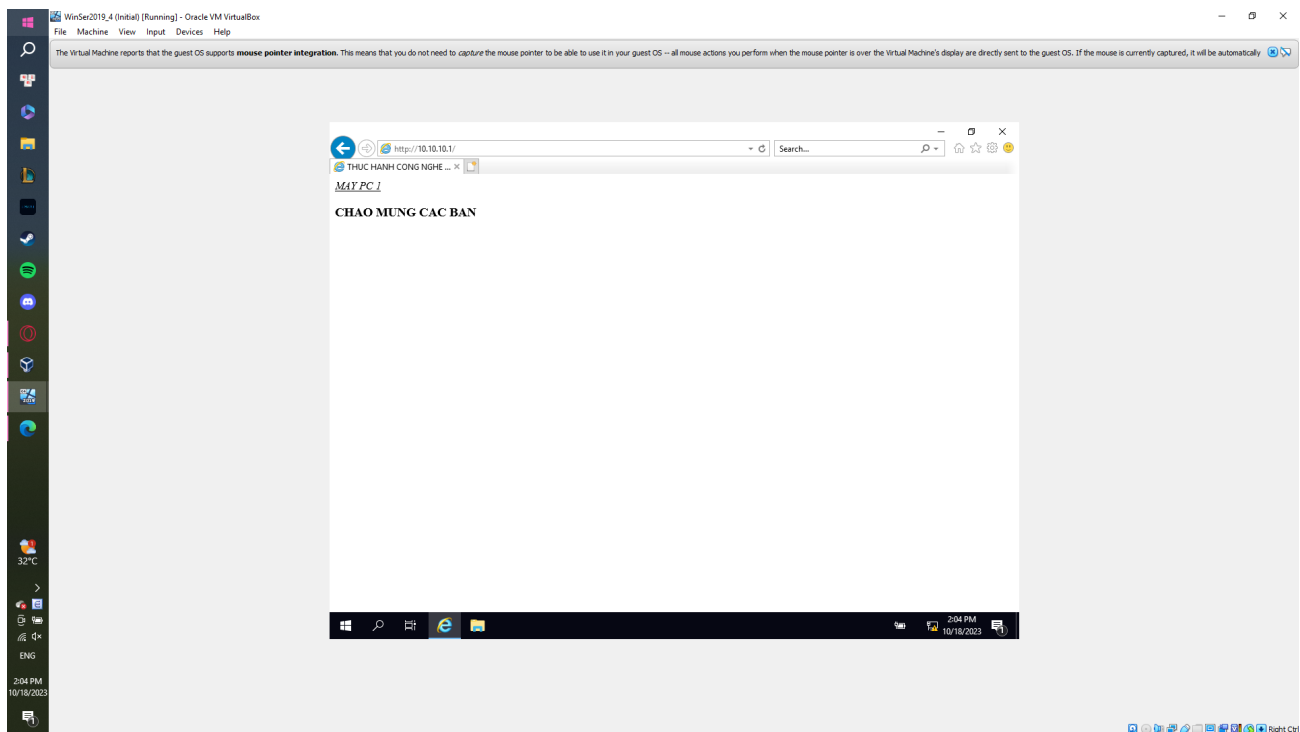 WinSer2019_4 (Initial) [Running] - Oracle VM VirtualBox
File Machine View Input Devices Help
The Virtual Machine reports that the guest OS supports mouse pointer integration. This means that you do not need to capture the mouse pointer to be able to use it in your guest OS -- all mouse actions you perform when the mouse pointer is over the Virtual Machine's display are directly sent to the guest OS. If the mouse is currently captured, it will be automatically
http://10.10.10.1/
Search...
THUC HANH CONG NGHE ...
MAY PC 1
CHAO MUNG CAC BAN
2:04 PM
10/18/2023
32°C
ENG
2:04 PM
10/18/2023
Right Ctrl